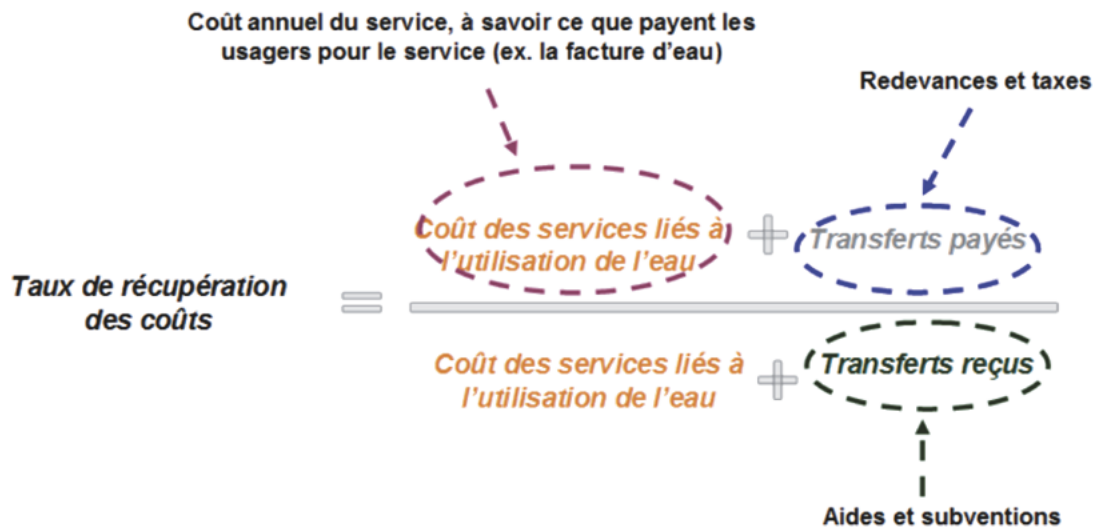 Coût annuel du service, à savoir ce que payent les
usagers pour le service (ex. la facture d'eau)
Redevances et taxes
Coût des services liés à
l'utilisation de l'eau
+
Transferts payés
Taux de récupération
des coûts
=
Coût des services liés à
l'utilisation de l'eau
+
Transferts reçus
Aides et subventions